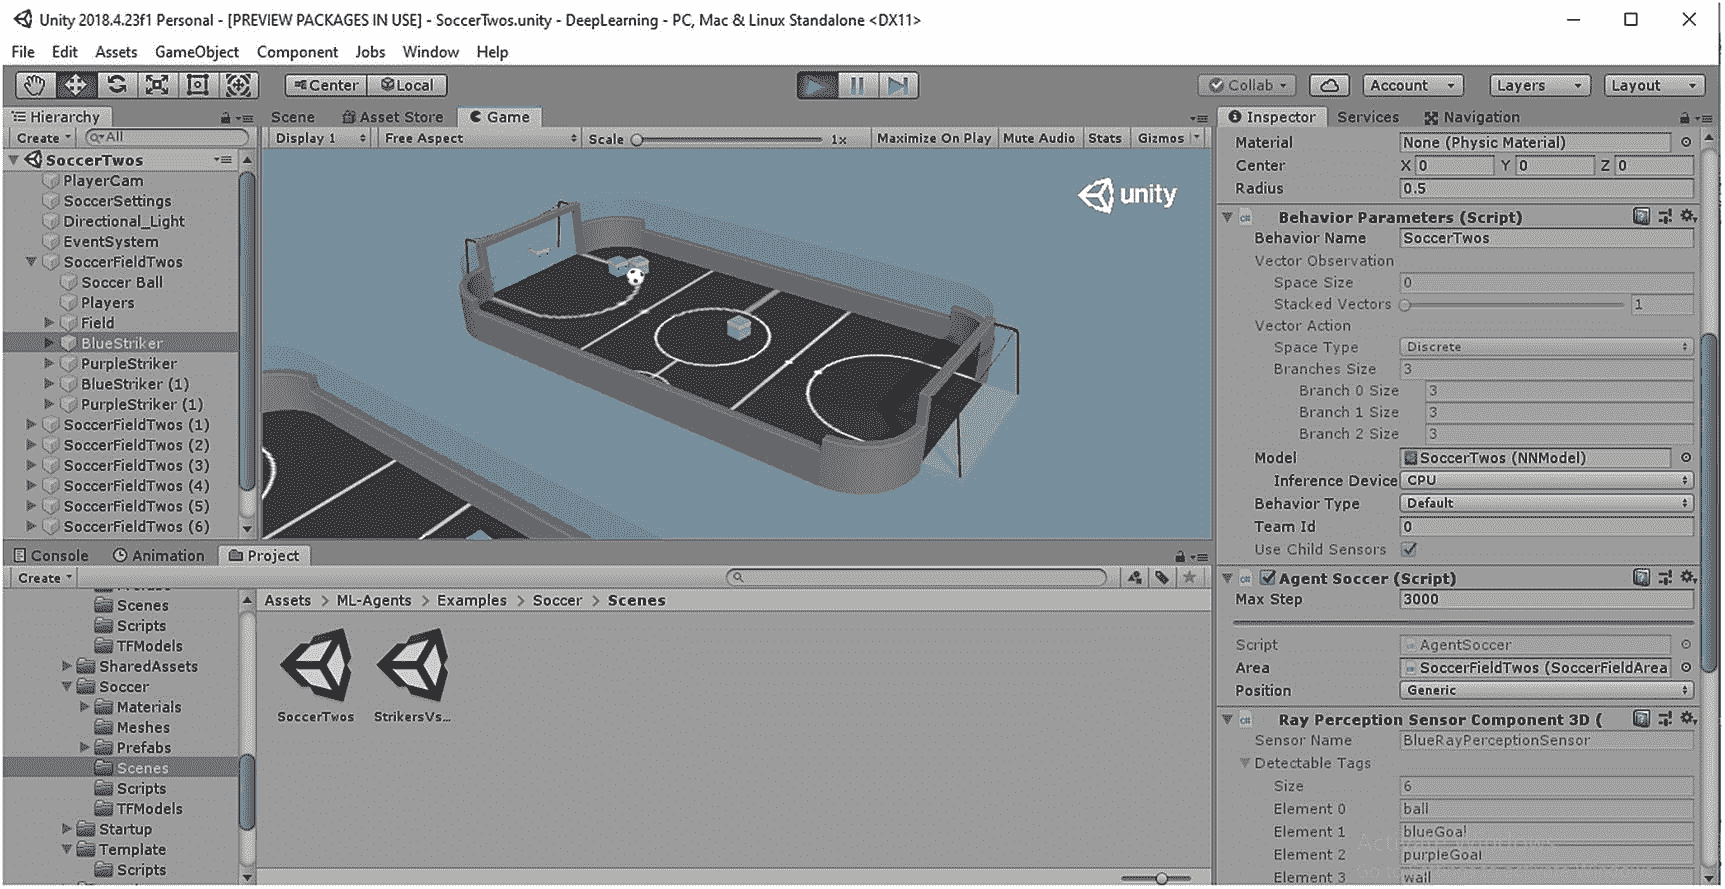 Unity 2018.4.23f1 Personal - [PREVIEW PACKAGES IN USE] - SoccerTwos.unity - DeepLearning - PC, Mac & Linux Standalone <DX11>
File Edit Assets GameObject Component Jobs Window Help
Center Local Collab Account Layers Layout
Hierarchy
Create All
SoccerTwos
PlayerCam
SoccerSettings
Directional_Light
EventSystem
SoccerFieldTwos
Soccer Ball
Players
Field
BlueStriker
PurpleStriker
BlueStriker (1)
PurpleStriker (1)
SoccerFieldTwos (1)
SoccerFieldTwos (2)
SoccerFieldTwos (3)
SoccerFieldTwos (4)
SoccerFieldTwos (5)
SoccerFieldTwos (6)
Scene Asset Store Game
Display 1 Free Aspect Scale 1x Maximize On Play Mute Audio Stats Gizmos
unity
Console Animation Project
Create
Scenes
Scripts
TFModels
SharedAssets
Soccer
Materials
Meshes
Prefabs
Scenes
Scripts
TFModels
Startup
Template
Scripts
Assets > ML-Agents > Examples > Soccer > Scenes
SoccerTwos StrikersVs...
Inspector Services Navigation
Material None (Physic Material)
Center X 0 Y 0 Z 0
Radius 0.5
Behavior Parameters (Script)
Behavior Name SoccerTwos
Vector Observation
Space Size 0
Stacked Vectors 1
Vector Action
Space Type Discrete
Branches Size 3
Branch 0 Size 3
Branch 1 Size 3
Branch 2 Size 3
Model SoccerTwos (NNModel)
Inference Device CPU
Behavior Type Default
Team Id 0
Use Child Sensors
Agent Soccer (Script)
Max Step 3000
Script AgentSoccer
Area SoccerFieldTwos (SoccerFieldArea
Position Generic
Ray Perception Sensor Component 3D (
Sensor Name BlueRayPerceptionSensor
Detectable Tags
Size 6
Element 0 ball
Element 1 blueGoal
Element 2 purpleGoal
Element 3 wall
Activate Windows